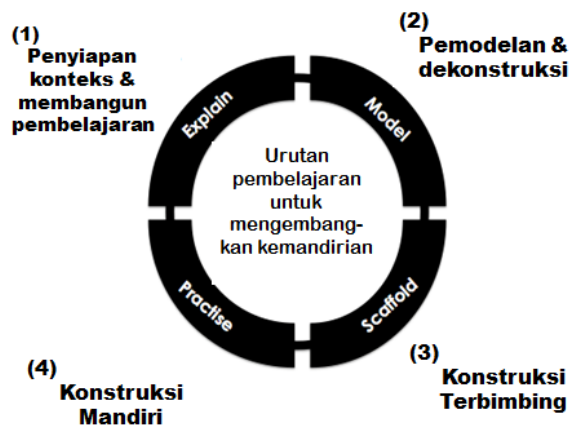 (1)
Penyiapan
konteks &
membangun
pembelajaran
(2)
Pemodelan &
dekonstruksi
Explain
Model
Urutan
pembelajaran
untuk
mengembang-
kan kemandirian
Practise
Scaffold
(4)
Konstruksi
Mandiri
(3)
Konstruksi
Terbimbing